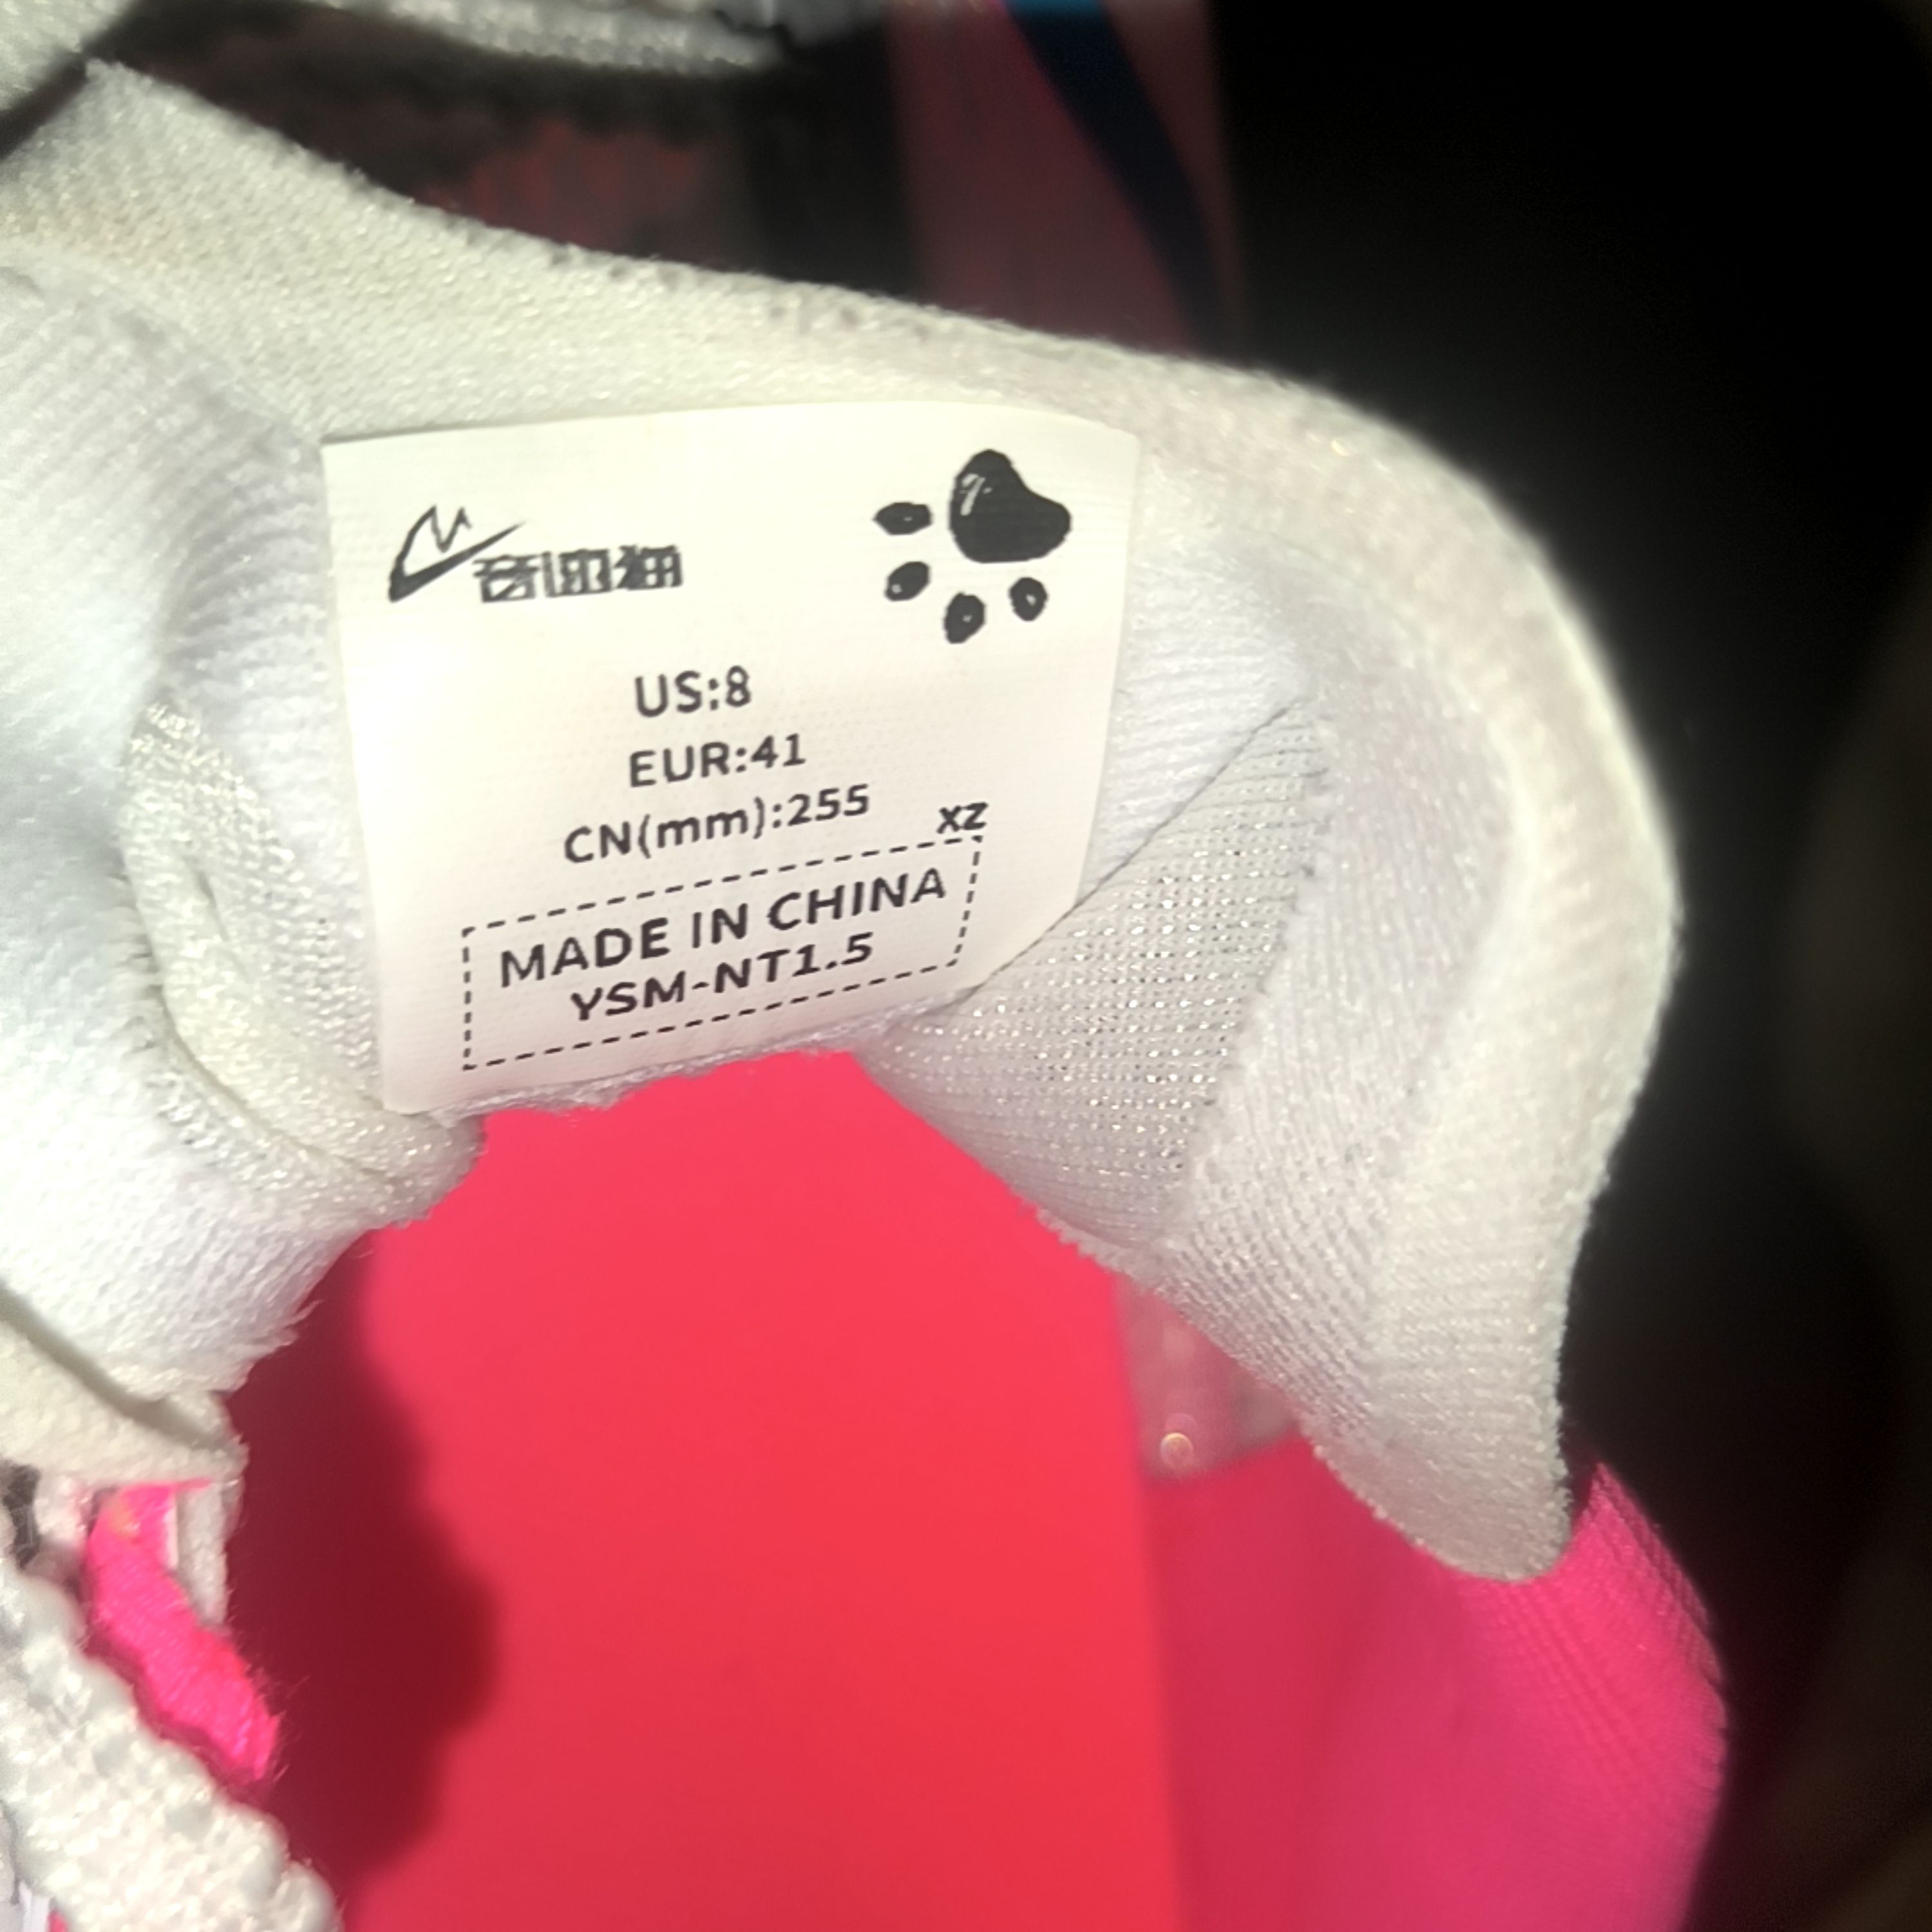 US:8
EUR:41
CN(mm):255
XZ
MADE IN CHINA
YSM-NT1.5